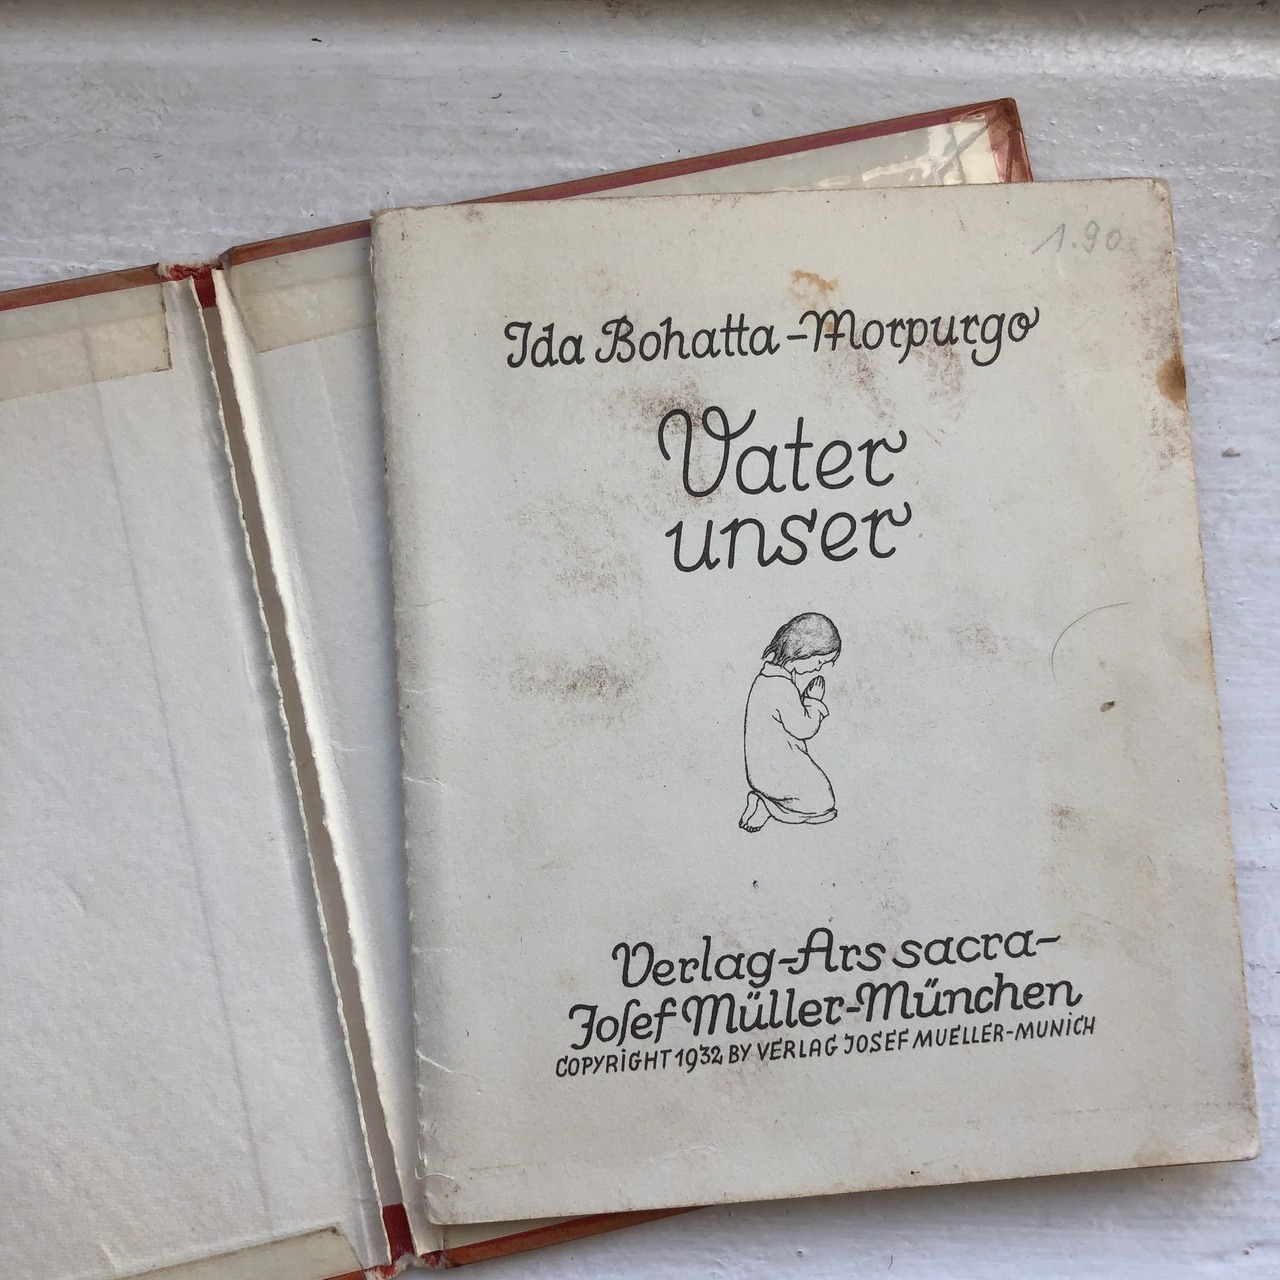 1.90
Ida Bohatta-Morpurgo
Vater
unser
Verlag-Ars sacra-
Joſef Müller-München
COPYRIGHT 1932 BY VERLAG JOSEF MUELLER-MUNICH